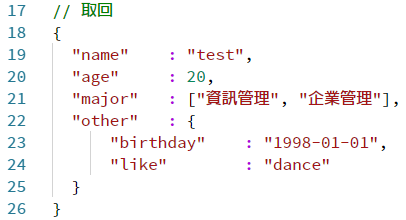 17 // 取回
18 {
19   "name"    : "test",
20   "age"     : 20,
21   "major"   : ["資訊管理", "企業管理"],
22   "other"   : {
23       "birthday"    : "1998-01-01",
24       "like"        : "dance"
25   }
26 }